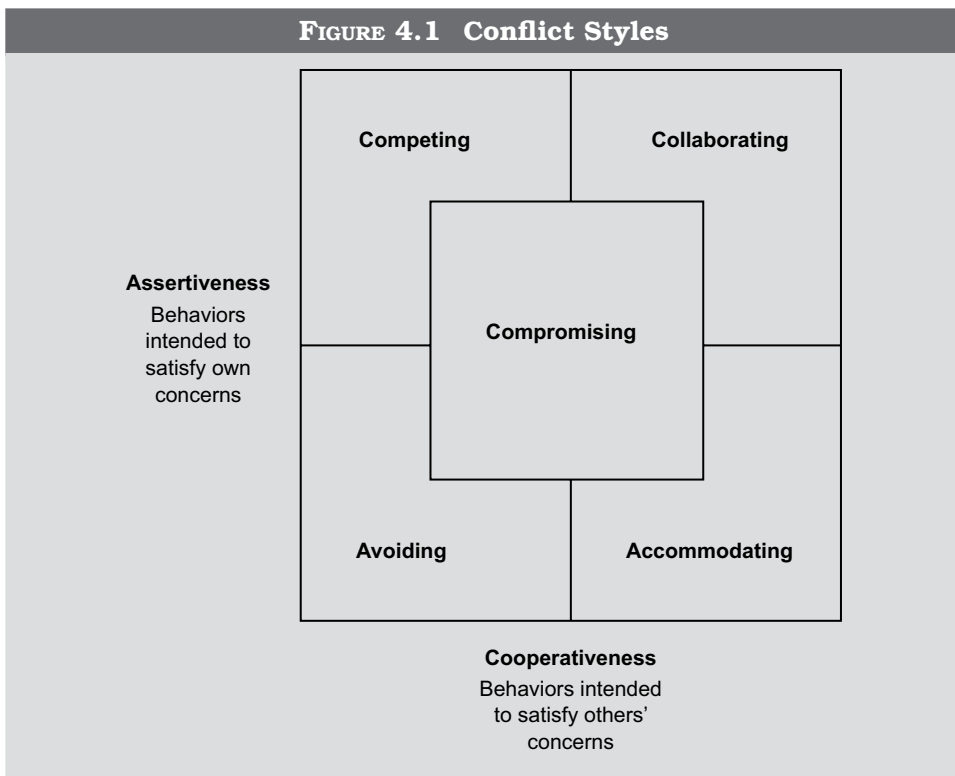 FIGURE 4.1 Conflict Styles
Competing
Collaborating
Assertiveness
Behaviors
intended to
satisfy own
concerns
Compromising
Avoiding
Accommodating
Cooperativeness
Behaviors intended
to satisfy others’
concerns